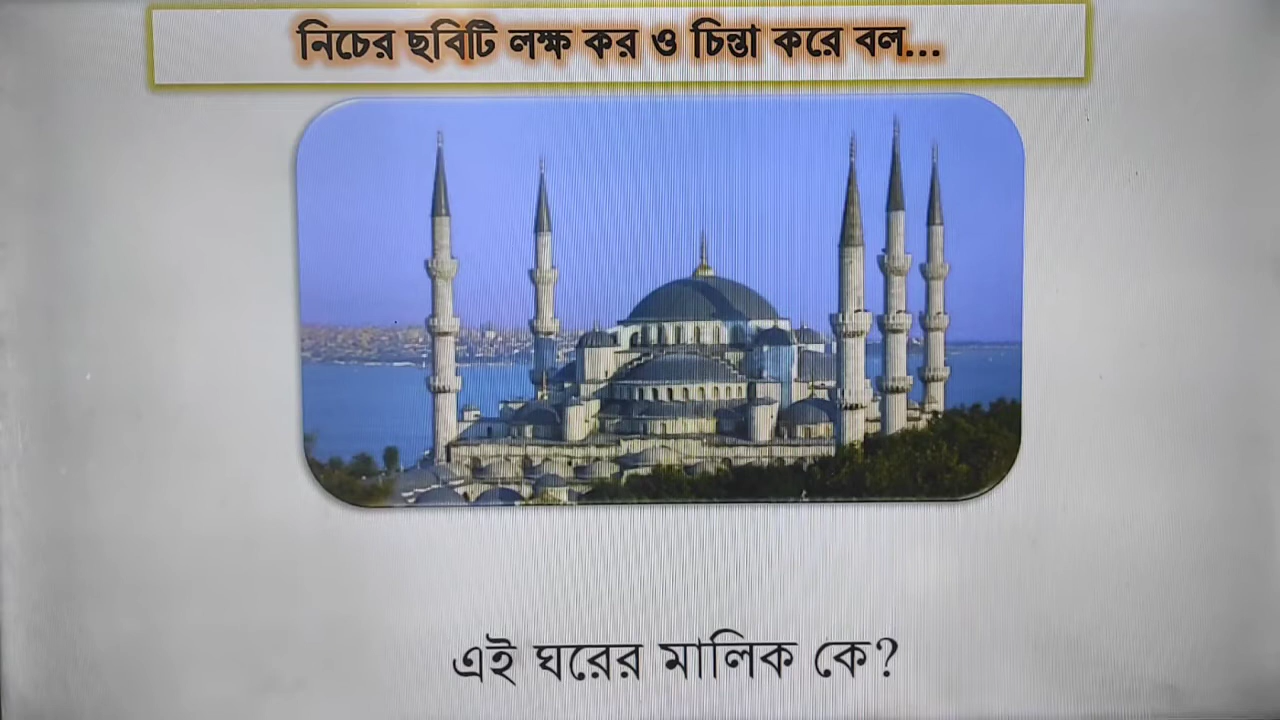 নিচের ছবিটি লক্ষ কর ও চিন্তা করে বল...
এই ঘরের মালিক কে?